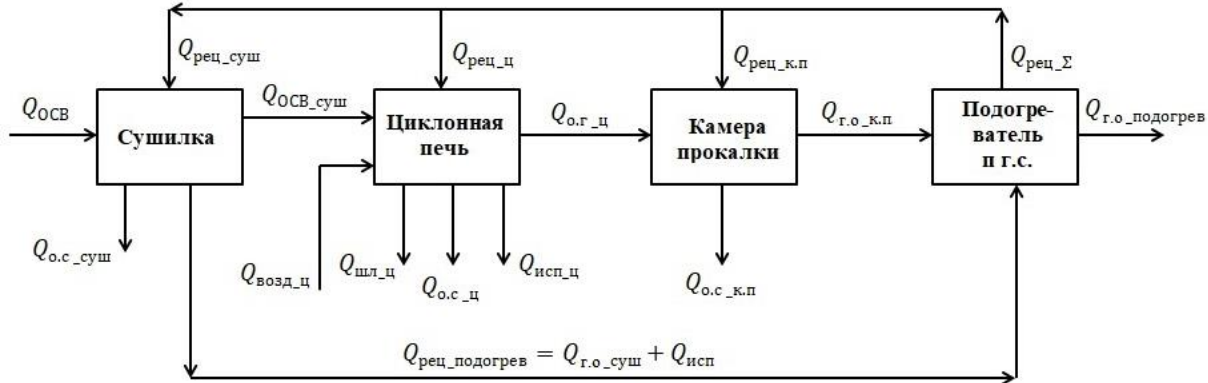 Q_рец_суш
Q_рец_ц
Q_рец_к.п
Q_рец_Σ
Q_ОСВ
Сушилка
Q_ОСВ_суш
Циклонная
печь
Q_о.г_ц
Камера
прокалки
Q_г.о_к.п
Подогре-
ватель
п г.с.
Q_г.о_подогрев
Q_о.с_суш
Q_возд_ц
Q_шл_ц
Q_о.с_ц
Q_исп_ц
Q_о.с_к.п
Q_рец_подогрев = Q_г.о_суш + Q_исп